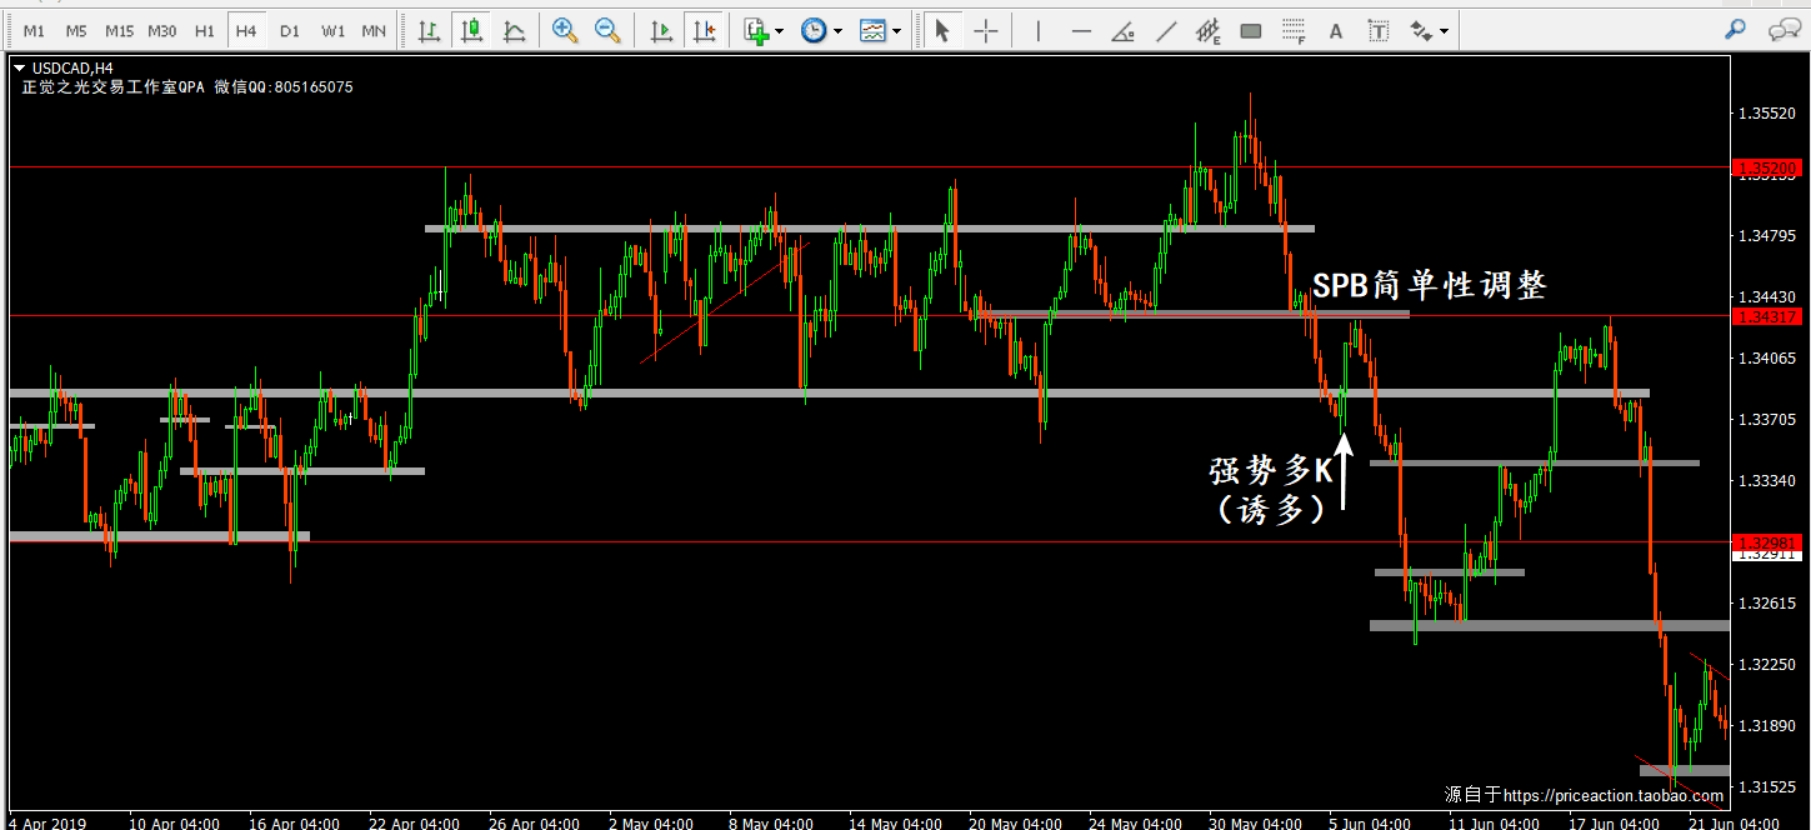 M1 M5 M15 M30 H1 H4 D1 W1 MN E F A T
USDCAD,H4
正觉之光交易工作室QPA 微信QQ:805165075
1.35520
1.35200
1.34795
SPB简单性调整
1.34430
1.34317
1.34065
1.33705
强势多K
(诱多)
1.33340
1.32981
1.32911
1.32615
1.32250
1.31890
1.31525
源自于https://priceaction.taobao.com
4 Apr 2019 10 Apr 04:00 16 Apr 04:00 22 Apr 04:00 26 Apr 04:00 2 May 04:00 8 May 04:00 14 May 04:00 20 May 04:00 24 May 04:00 30 May 04:00 5 Jun 04:00 11 Jun 04:00 17 Jun 04:00 21 Jun 04:00